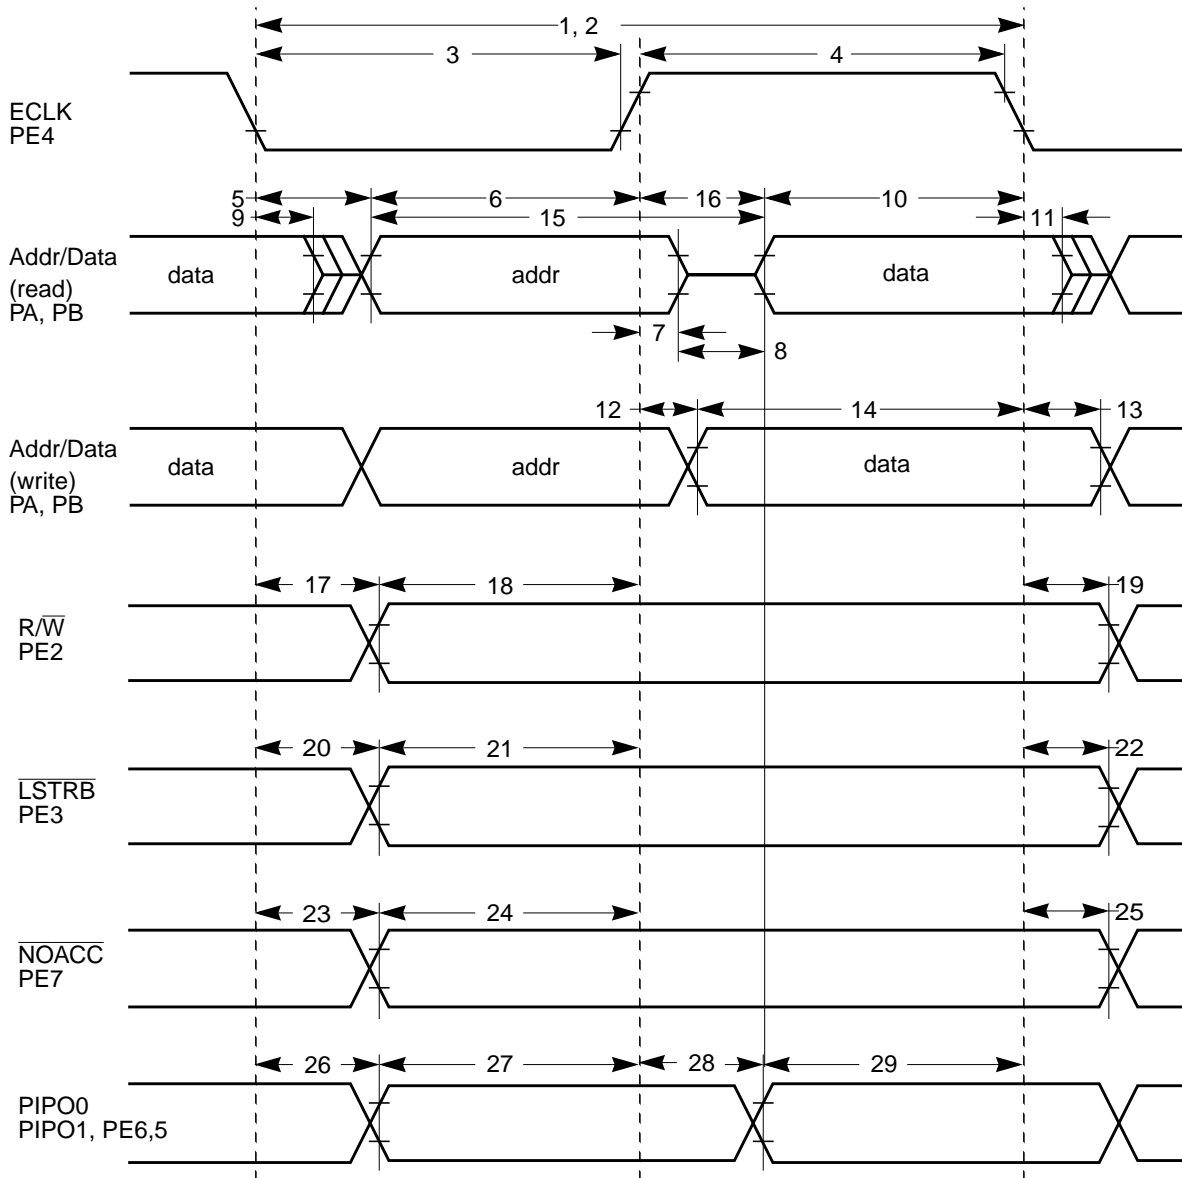 1, 2
3
4
ECLK
PE4
5
6
16
10
9
15
11
Addr/Data
(read)
PA, PB
data
addr
data
7
8
12
14
13
Addr/Data
(write)
PA, PB
data
addr
data
17
18
19
R/W̅
PE2
20
21
22
L̅S̅T̅R̅B̅
PE3
23
24
25
N̅O̅A̅C̅C̅
PE7
26
27
28
29
PIPO0
PIPO1, PE6,5